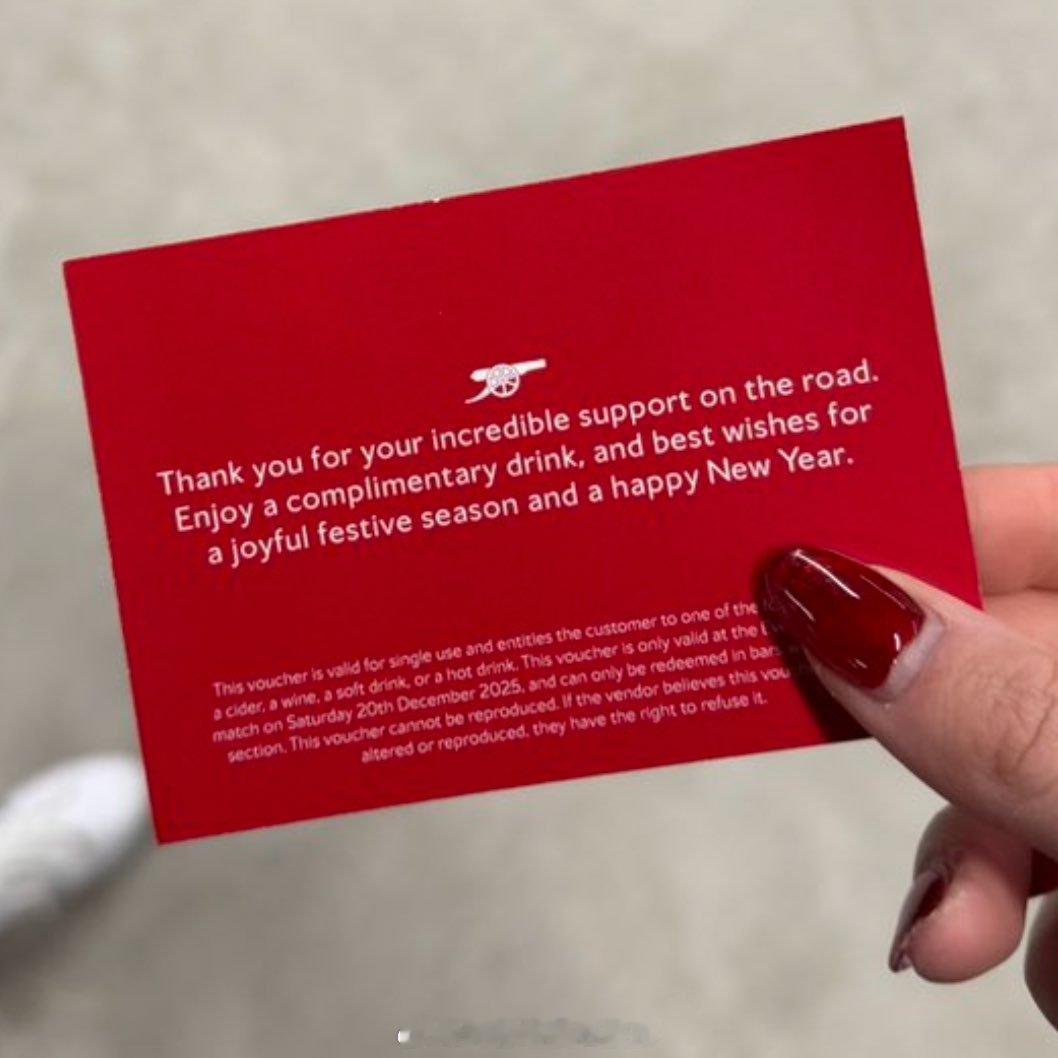 Thank you for your incredible support on the road.
Enjoy a complimentary drink, and best wishes for
a joyful festive season and a happy New Year.
This voucher is valid for single use and entitles the customer to one of the
a cider, a wine, a soft drink, or a hot drink. This voucher is only valid at the
match on Saturday 20th December 2025, and can only be redeemed in bars
section. This voucher cannot be reproduced. If the vendor believes this
altered or reproduced, they have the right to refuse it.